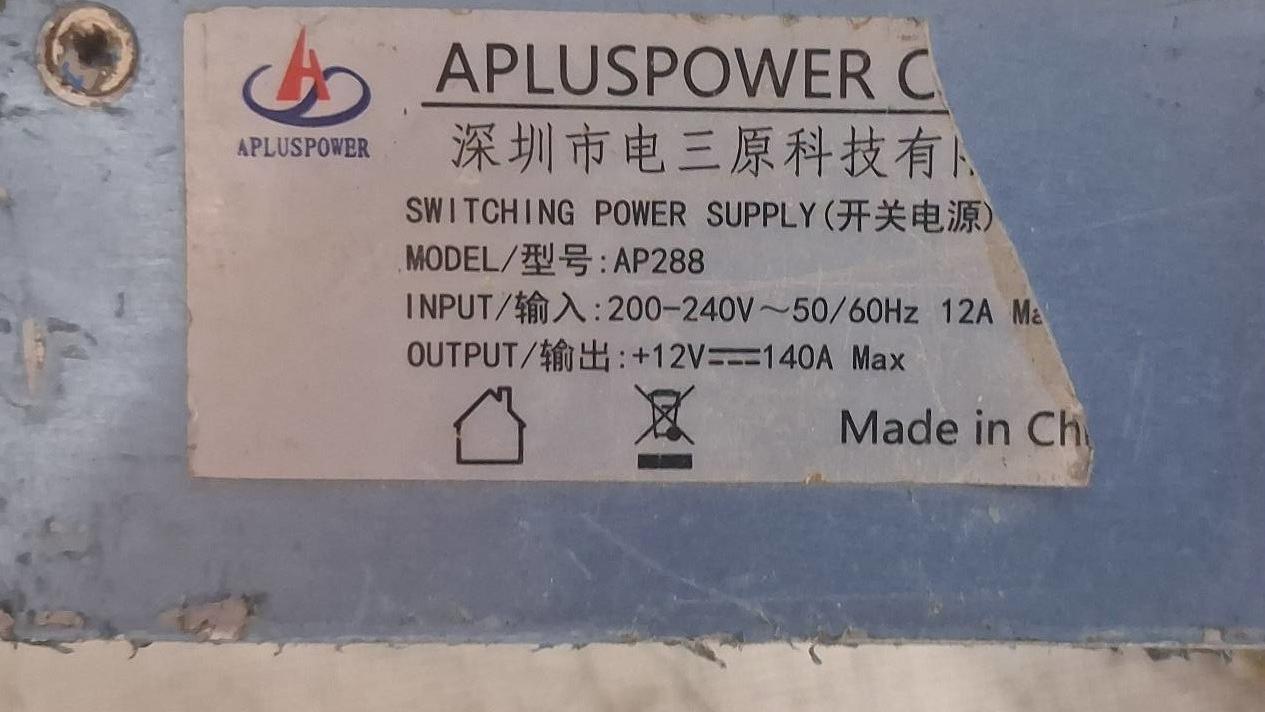 APLUSPOWER
APLUSPOWER C
深圳市电三原科技有
SWITCHING POWER SUPPLY(开关电源)
MODEL/型号:AP288
INPUT/输入:200-240V～50/60Hz 12A Ma
OUTPUT/输出:+12V⎓140A Max
Made in Ch